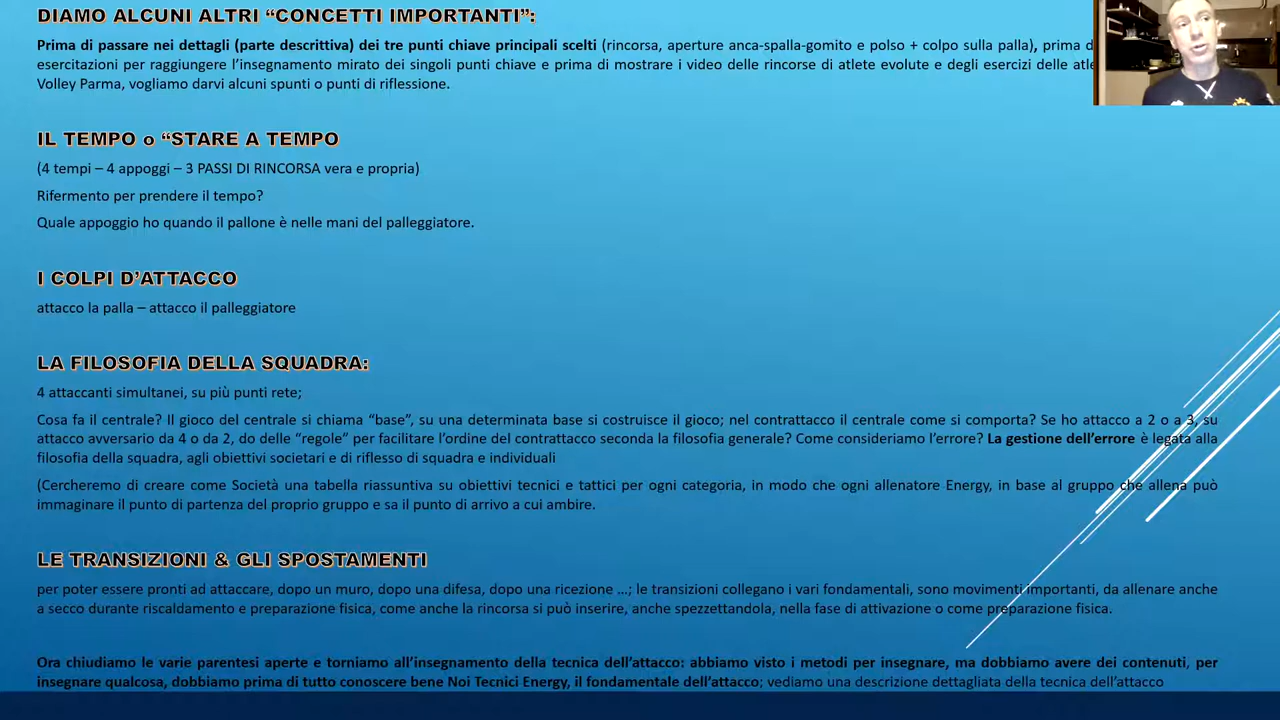 DIAMO ALCUNI ALTRI “CONCETTI IMPORTANTI”:
Prima di passare nei dettagli (parte descrittiva) dei tre punti chiave principali scelti (rincorsa, aperture anca-spalla-gomito e polso + colpo sulla palla), prima
esercitazioni per raggiungere l’insegnamento mirato dei singoli punti chiave e prima di mostrare i video delle rincorse di atlete evolute e degli esercizi delle
Volley Parma, vogliamo darvi alcuni spunti o punti di riflessione.
IL TEMPO o “STARE A TEMPO
(4 tempi – 4 appoggi – 3 PASSI DI RINCORSA vera e propria)
Rifermento per prendere il tempo?
Quale appoggio ho quando il pallone è nelle mani del palleggiatore.
I COLPI D’ATTACCO
attacco la palla – attacco il palleggiatore
LA FILOSOFIA DELLA SQUADRA:
4 attaccanti simultanei, su più punti rete;
Cosa fa il centrale? Il gioco del centrale si chiama “base”, su una determinata base si costruisce il gioco; nel contrattacco il centrale come si comporta? Se ho attacco a 2 o a 3, su
attacco avversario da 4 o da 2, do delle “regole” per facilitare l’ordine del contrattacco seconda la filosofia generale? Come consideriamo l’errore? La gestione dell’errore è legata alla
filosofia della squadra, agli obiettivi societari e di riflesso di squadra e individuali
(Cercheremo di creare come Società una tabella riassuntiva su obiettivi tecnici e tattici per ogni categoria, in modo che ogni allenatore Energy, in base al gruppo che allena può
immaginare il punto di partenza del proprio gruppo e sa il punto di arrivo a cui ambire.
LE TRANSIZIONI & GLI SPOSTAMENTI
per poter essere pronti ad attaccare, dopo un muro, dopo una difesa, dopo una ricezione ...; le transizioni collegano i vari fondamentali, sono movimenti importanti, da allenare anche
a secco durante riscaldamento e preparazione fisica, come anche la rincorsa si può inserire, anche spezzettandola, nella fase di attivazione o come preparazione fisica.
Ora chiudiamo le varie parentesi aperte e torniamo all’insegnamento della tecnica dell’attacco: abbiamo visto i metodi per insegnare, ma dobbiamo avere dei contenuti, per
insegnare qualcosa, dobbiamo prima di tutto conoscere bene Noi Tecnici Energy, il fondamentale dell’attacco; vediamo una descrizione dettagliata della tecnica dell’attacco